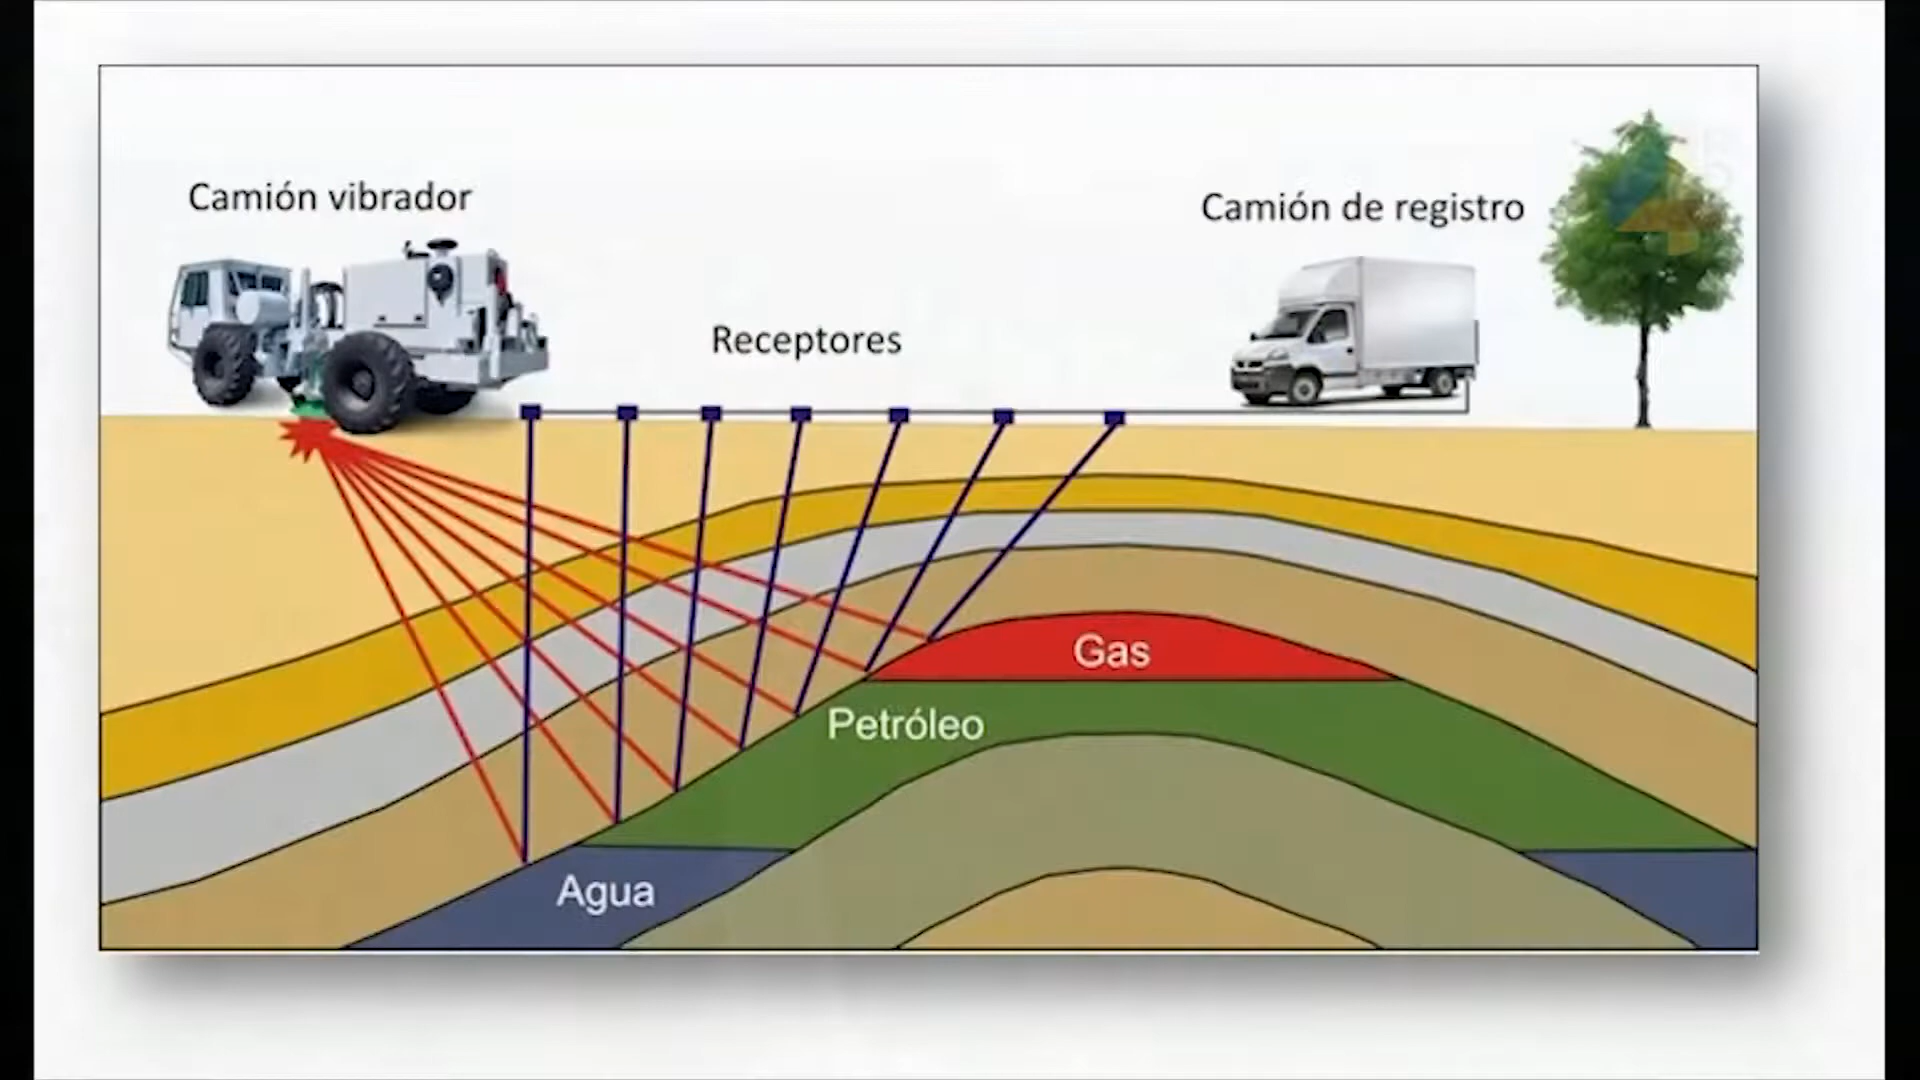 Camión vibrador
Camión de registro
Receptores
Gas
Petróleo
Agua